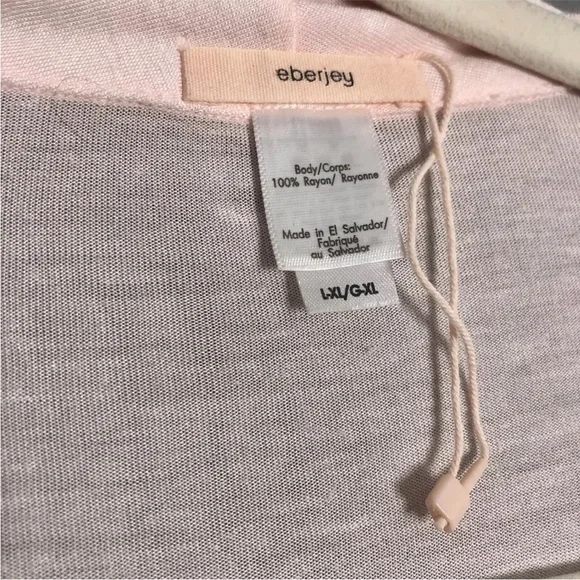 eberjey
Body/Corps:
100% Rayon/ Rayonne
Made in El Salvador/
Fabriqué
au Salvador
L-XL/G-XL